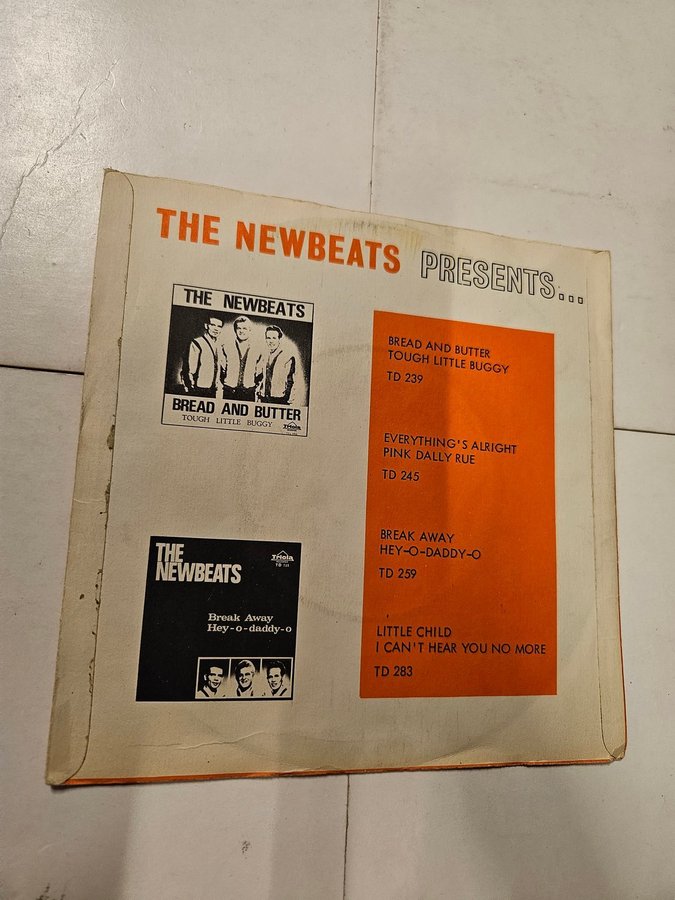 THE NEWBEATS PRESENTS...
THE NEWBEATS
BREAD AND BUTTER
TOUGH LITTLE BUGGY
Triola
BREAD AND BUTTER
TOUGH LITTLE BUGGY
TD 239
EVERYTHING'S ALRIGHT
PINK DALLY RUE
TD 245
THE
NEWBEATS
Triola
Break Away
Hey-o-daddy-o
BREAK AWAY
HEY-O-DADDY-O
TD 259
LITTLE CHILD
I CAN'T HEAR YOU NO MORE
TD 283